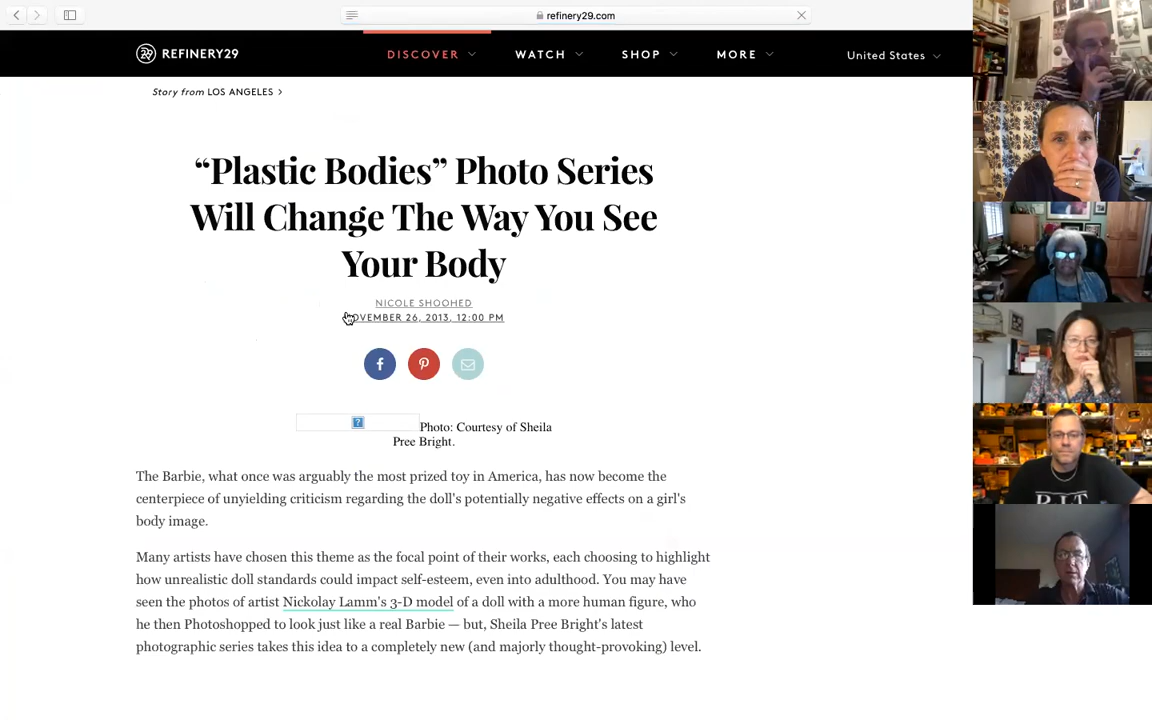 refinery29.com
REFINERY29
DISCOVER
WATCH
SHOP
MORE
United States
Story from LOS ANGELES >
“Plastic Bodies” Photo Series
Will Change The Way You See
Your Body
NICOLE SHOOHED
OVEMBER 26, 2013, 12:00 PM
Photo: Courtesy of Sheila
Pree Bright.
The Barbie, what once was arguably the most prized toy in America, has now become the
centerpiece of unyielding criticism regarding the doll's potentially negative effects on a girl's
body image.
Many artists have chosen this theme as the focal point of their works, each choosing to highlight
how unrealistic doll standards could impact self-esteem, even into adulthood. You may have
seen the photos of artist Nickolay Lamm's 3-D model of a doll with a more human figure, who
he then Photoshopped to look just like a real Barbie — but, Sheila Pree Bright's latest
photographic series takes this idea to a completely new (and majorly thought-provoking) level.